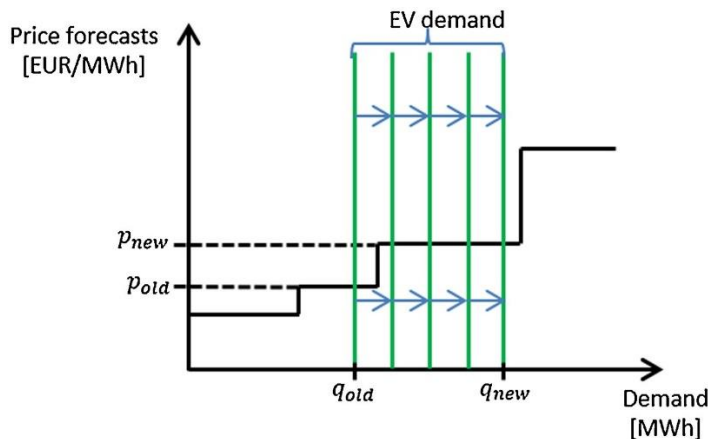 EV demand
Price forecasts
[EUR/MWh]
p_new
p_old
q_old
q_new
Demand
[MWh]